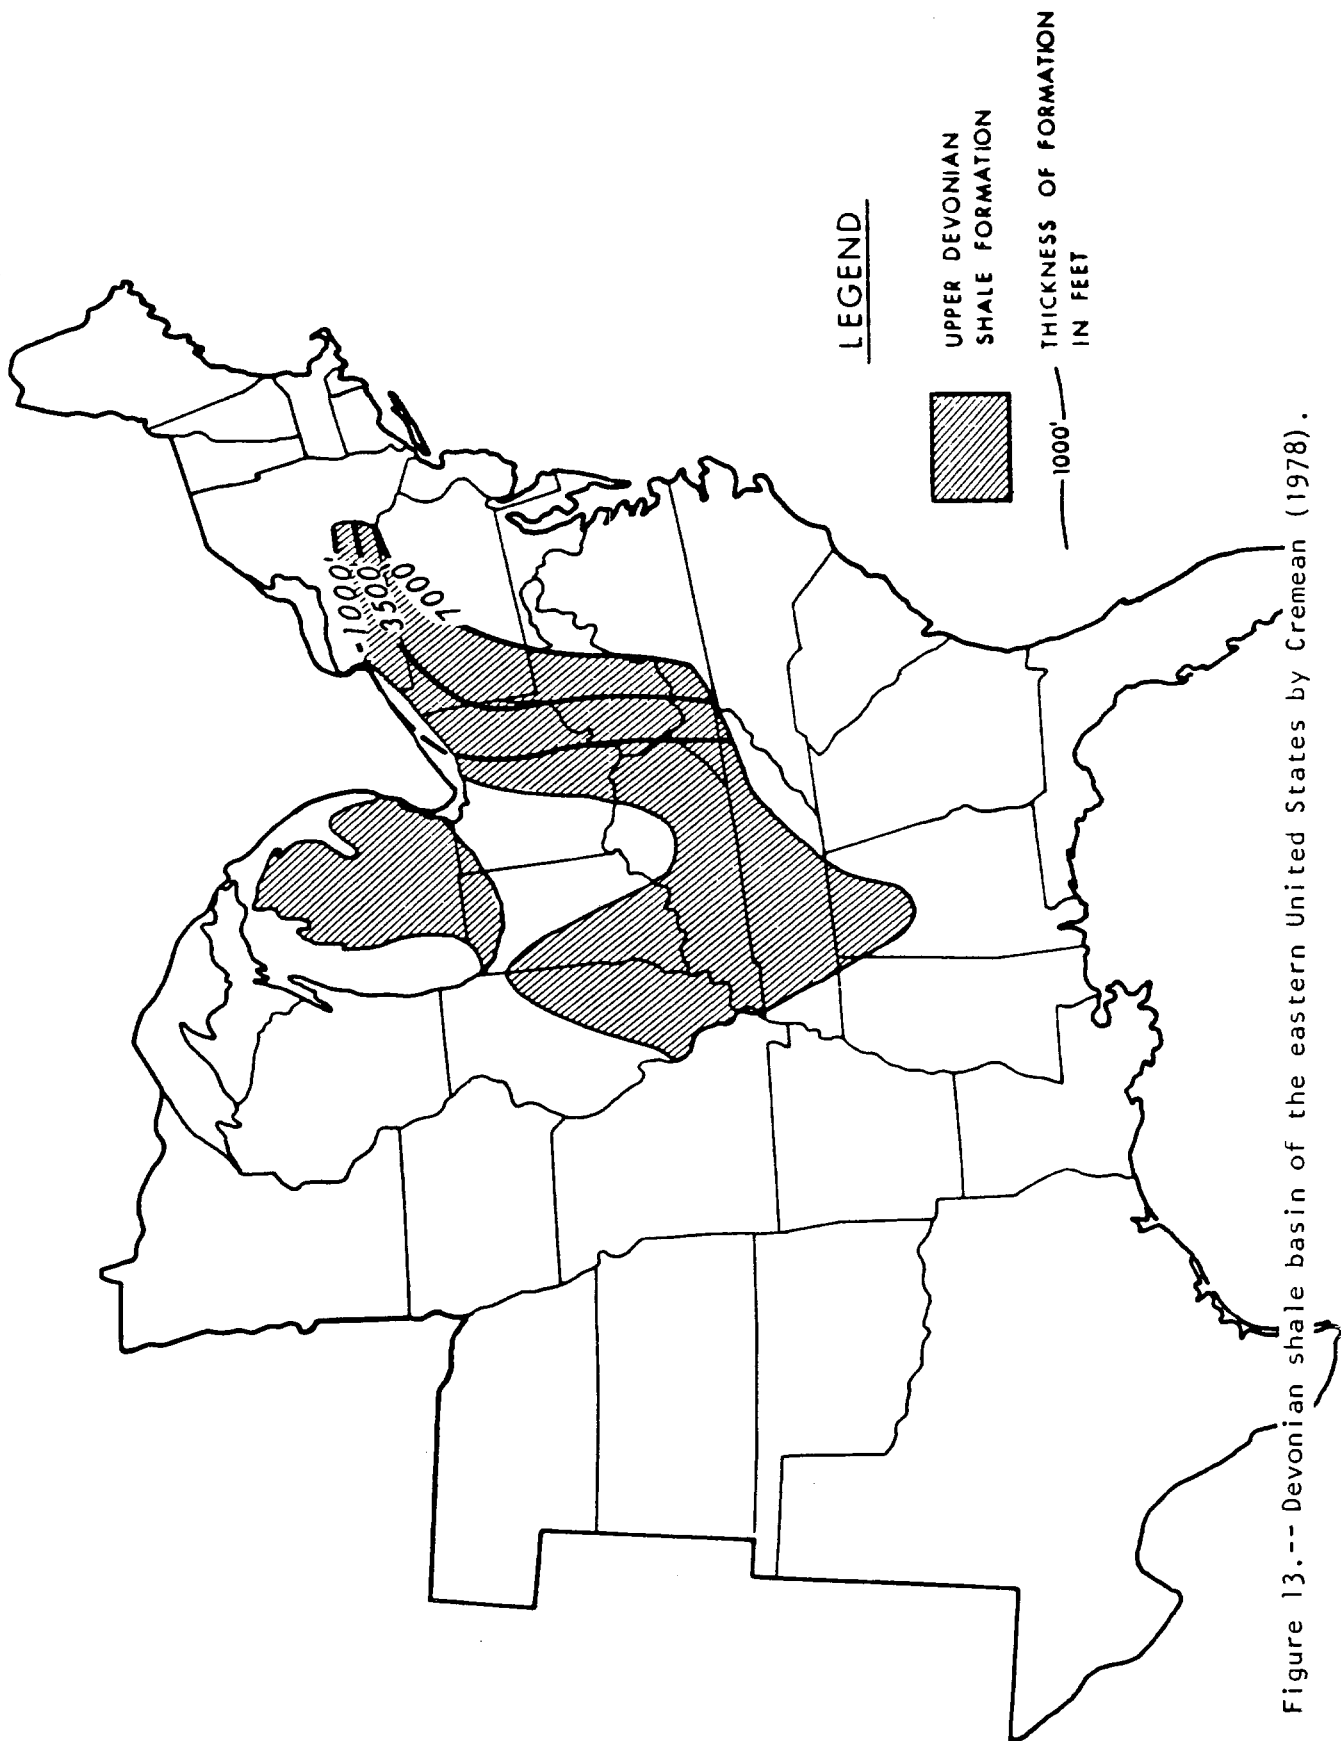 -1000'
3500
7000
LEGEND
UPPER DEVONIAN
SHALE FORMATION
1000'
THICKNESS OF FORMATION
IN FEET
Figure 13.-- Devonian shale basin of the eastern United States by Cremean (1978).